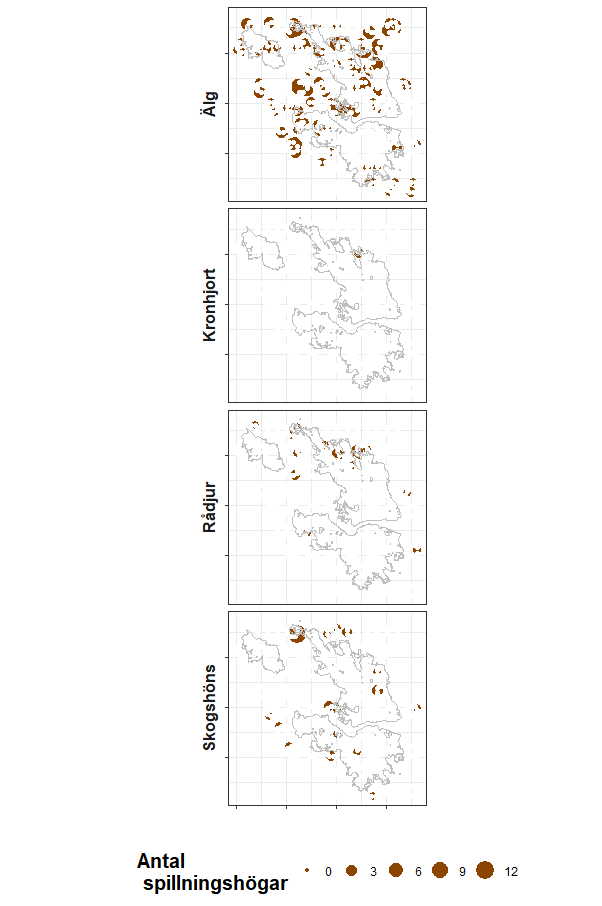 Älg
Kronhjort
Rådjur
Skogshöns
Antal
spillningshögar
0 3 6 9 12